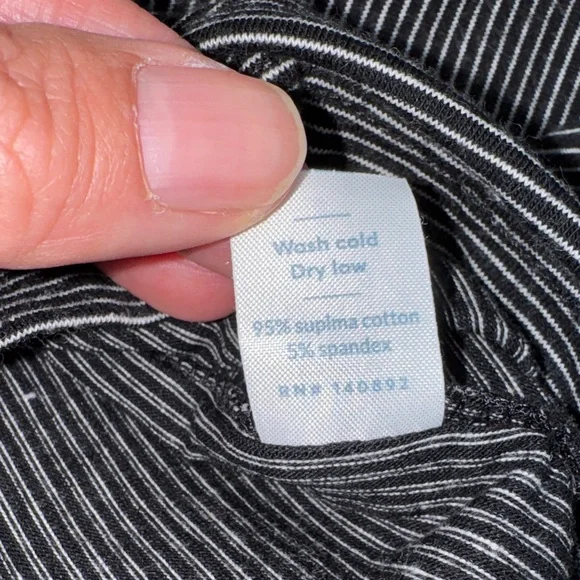 Wash cold
Dry low
95% supima cotton
5% spandex
RN# 140892